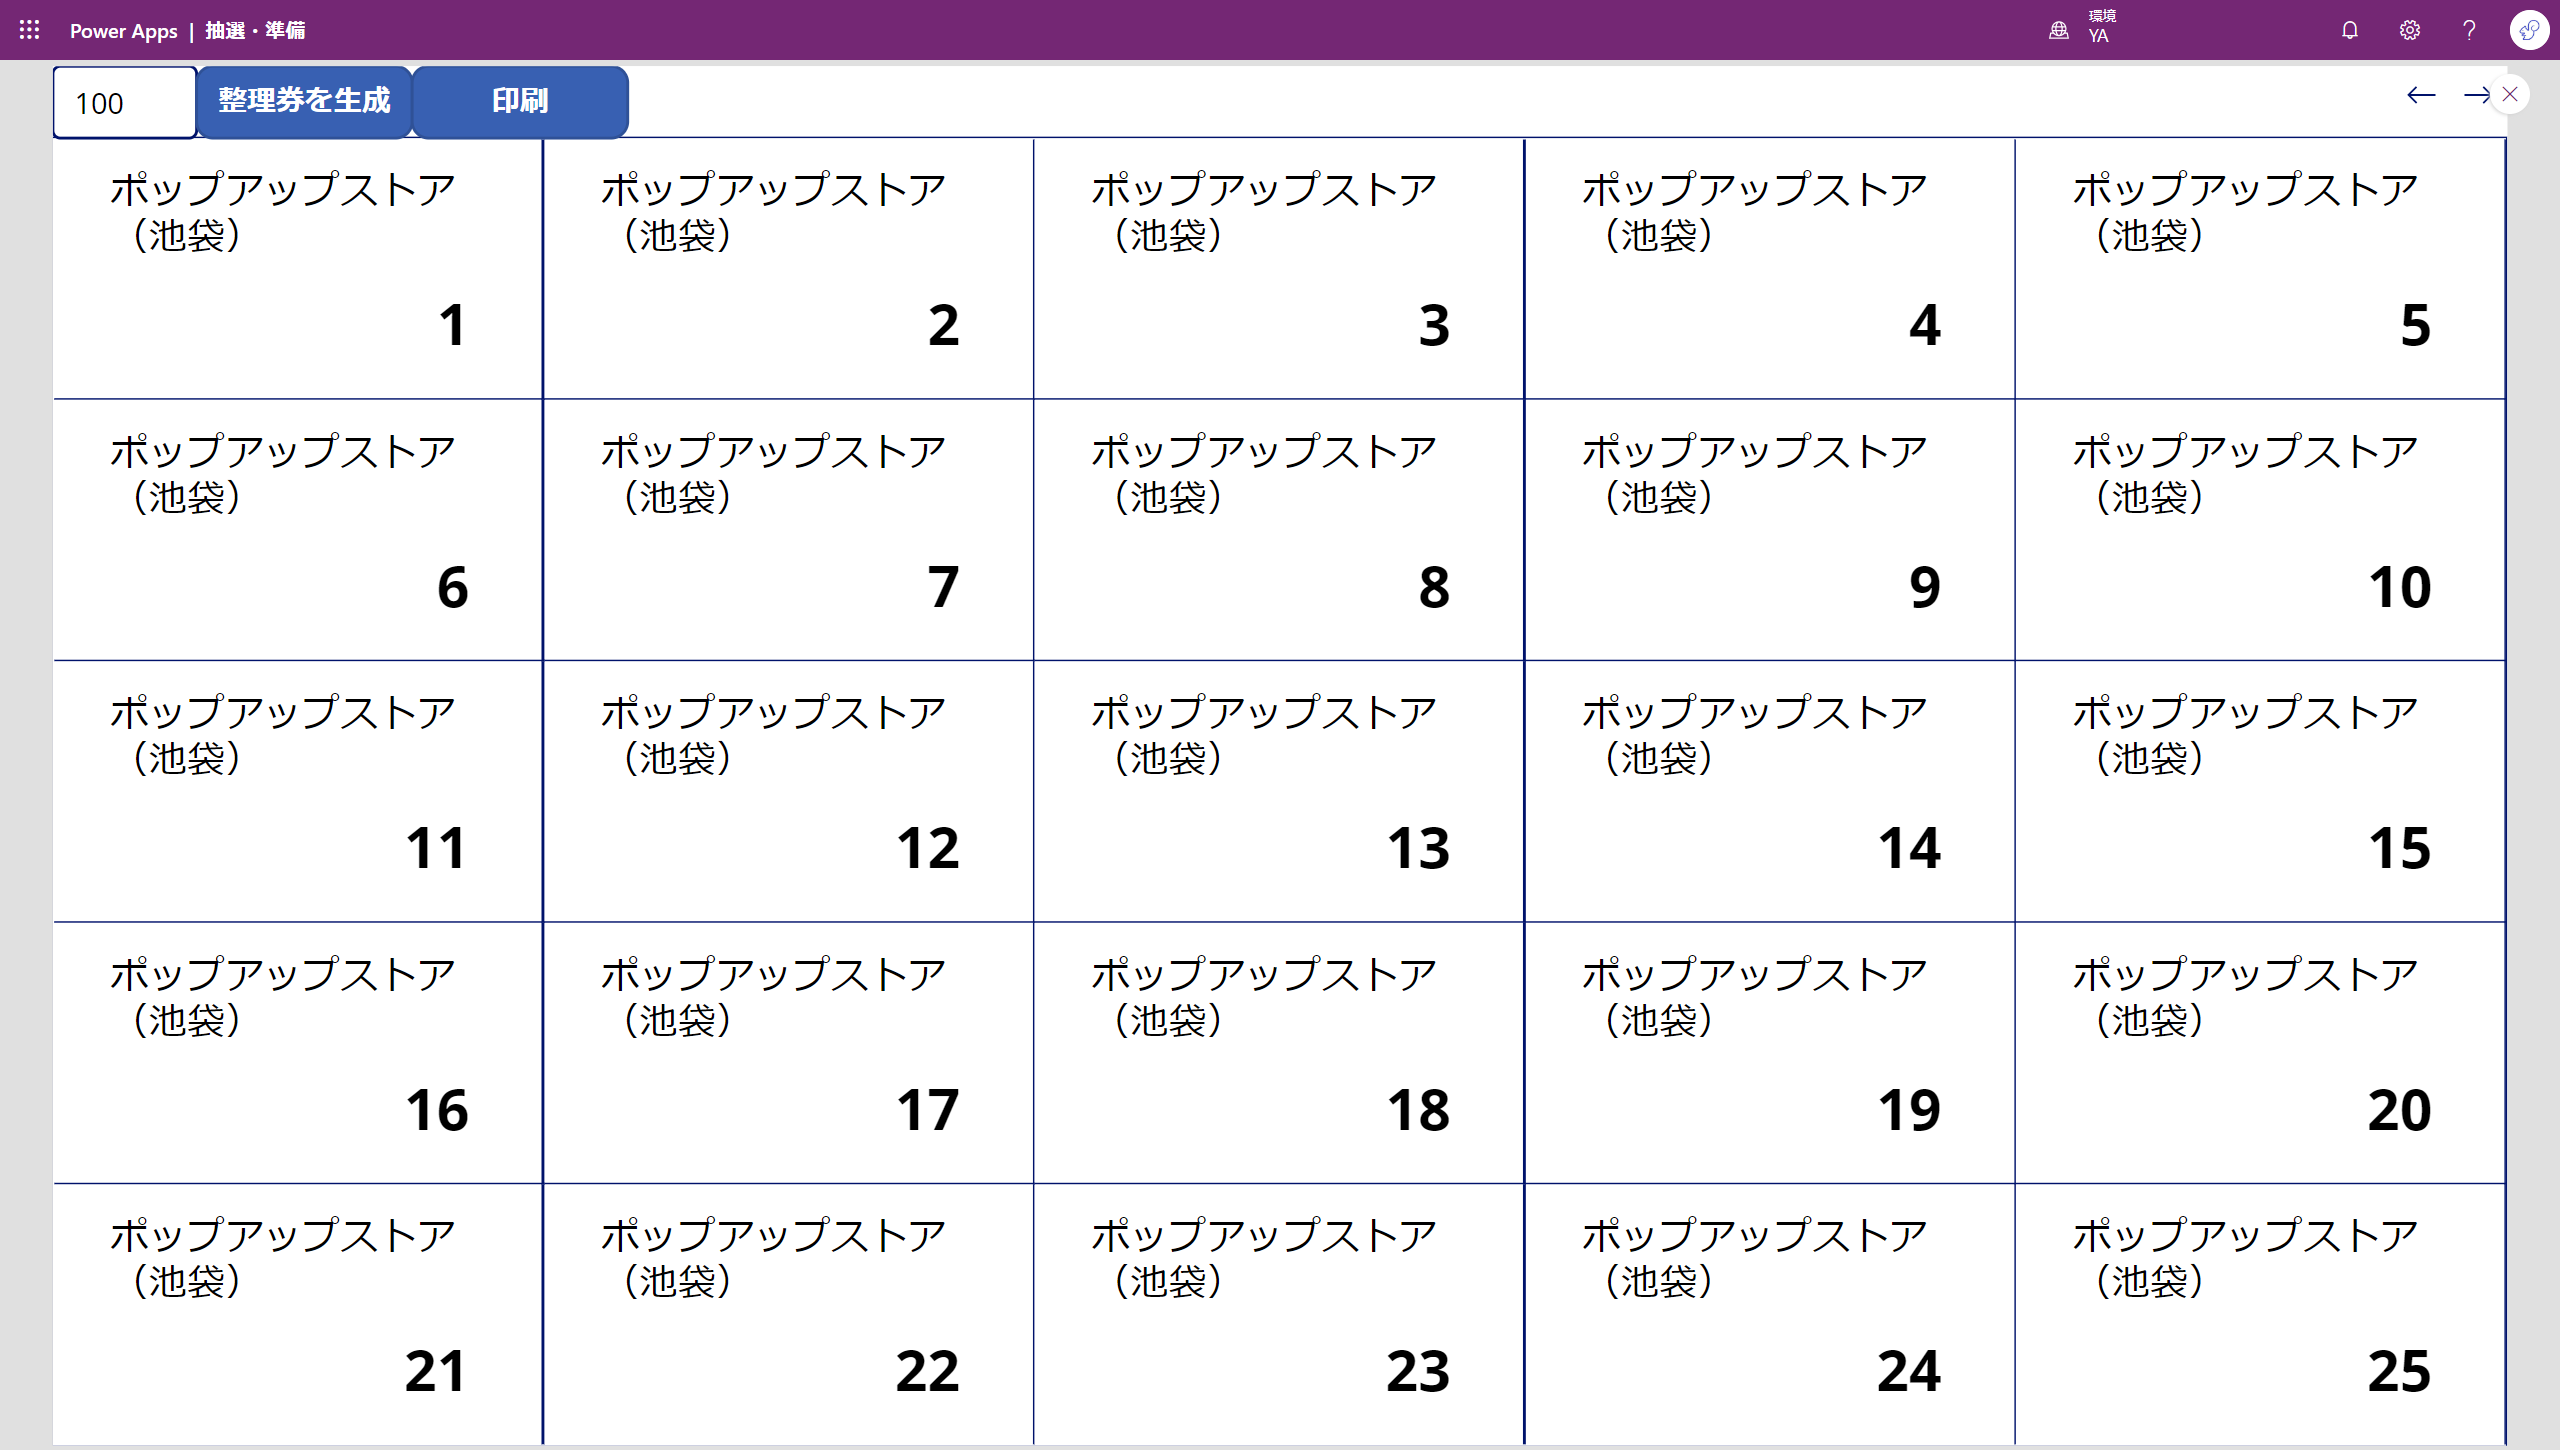 Power Apps | 抽選・準備
環境
YA
100
整理券を生成
印刷
ポップアップストア
（池袋）
1
ポップアップストア
（池袋）
2
ポップアップストア
（池袋）
3
ポップアップストア
（池袋）
4
ポップアップストア
（池袋）
5
ポップアップストア
（池袋）
6
ポップアップストア
（池袋）
7
ポップアップストア
（池袋）
8
ポップアップストア
（池袋）
9
ポップアップストア
（池袋）
10
ポップアップストア
（池袋）
11
ポップアップストア
（池袋）
12
ポップアップストア
（池袋）
13
ポップアップストア
（池袋）
14
ポップアップストア
（池袋）
15
ポップアップストア
（池袋）
16
ポップアップストア
（池袋）
17
ポップアップストア
（池袋）
18
ポップアップストア
（池袋）
19
ポップアップストア
（池袋）
20
ポップアップストア
（池袋）
21
ポップアップストア
（池袋）
22
ポップアップストア
（池袋）
23
ポップアップストア
（池袋）
24
ポップアップストア
（池袋）
25